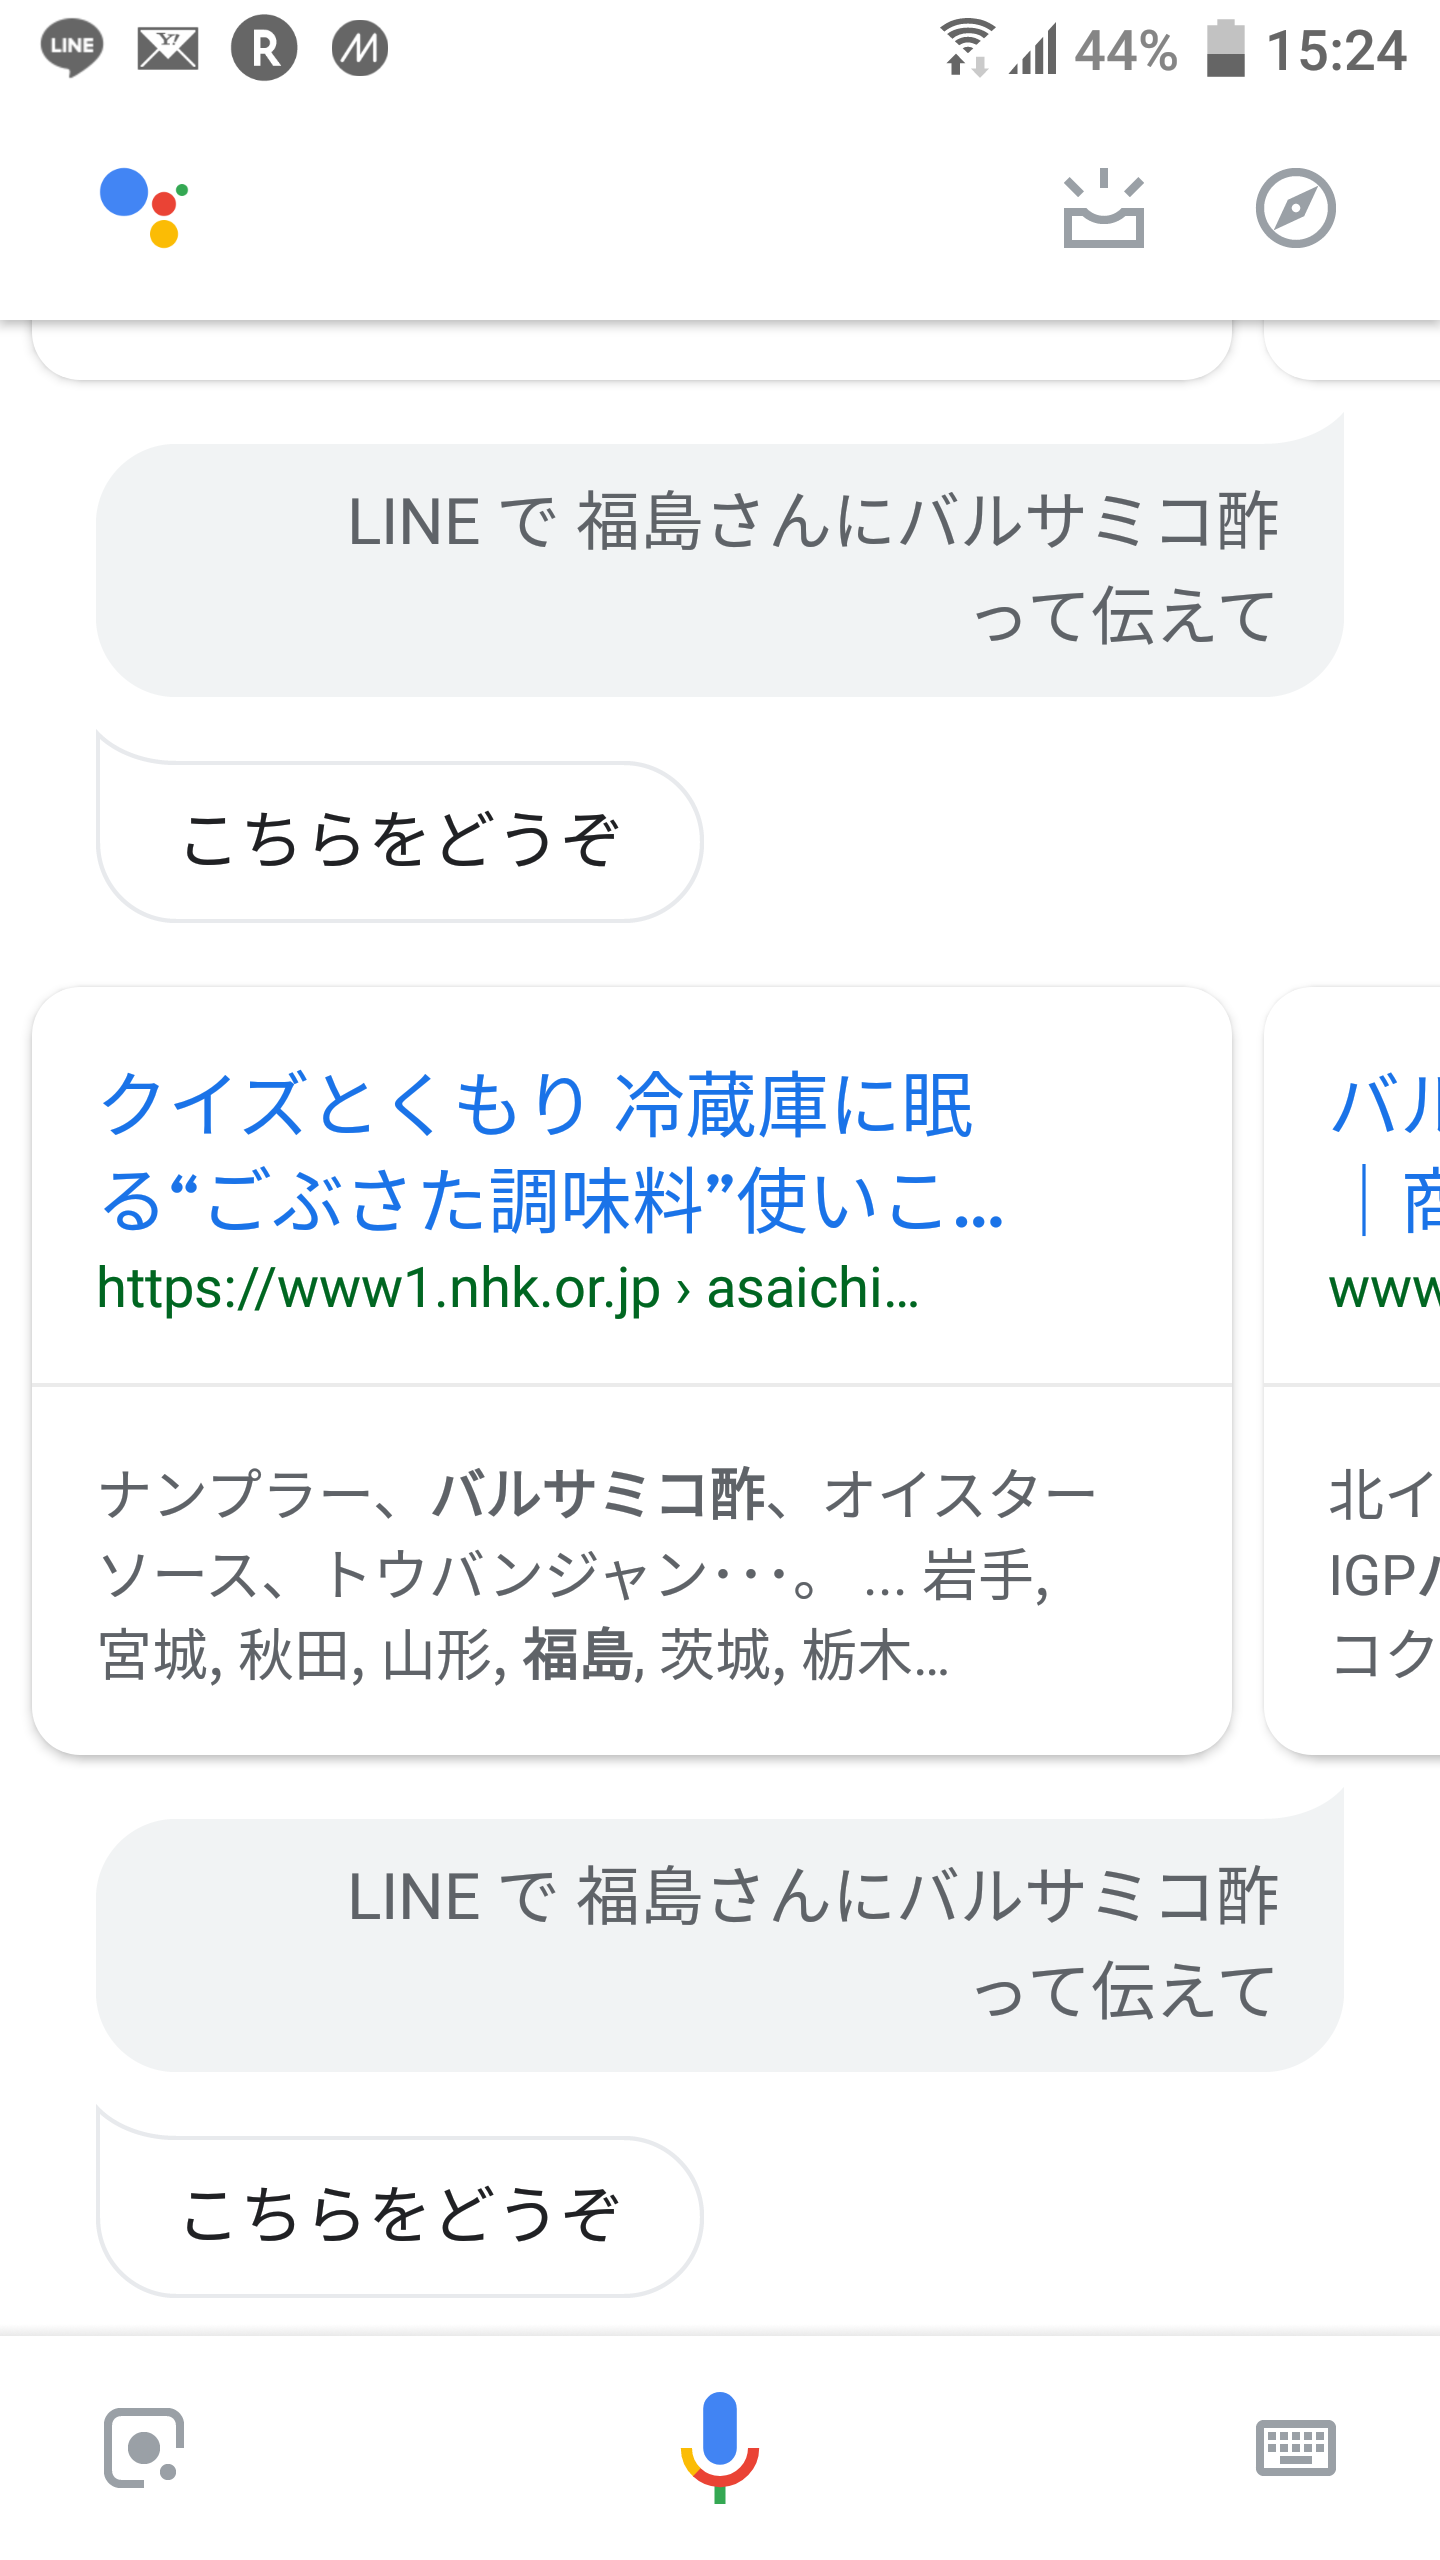 LINE
Y!
R
M
44%
15:24
LINE で 福島さんにバルサミコ酢
って伝えて
こちらをどうぞ
クイズとくもり 冷蔵庫に眠
る“ごぶさた調味料”使いこ...
https://www1.nhk.or.jp › asaichi...
ナンプラー、バルサミコ酢、オイスター
ソース、トウバンジャン･･･。 ... 岩手,
宮城, 秋田, 山形, 福島, 茨城, 栃木...
｜商
www
北イ
IGP
コク
LINE で 福島さんにバルサミコ酢
って伝えて
こちらをどうぞ